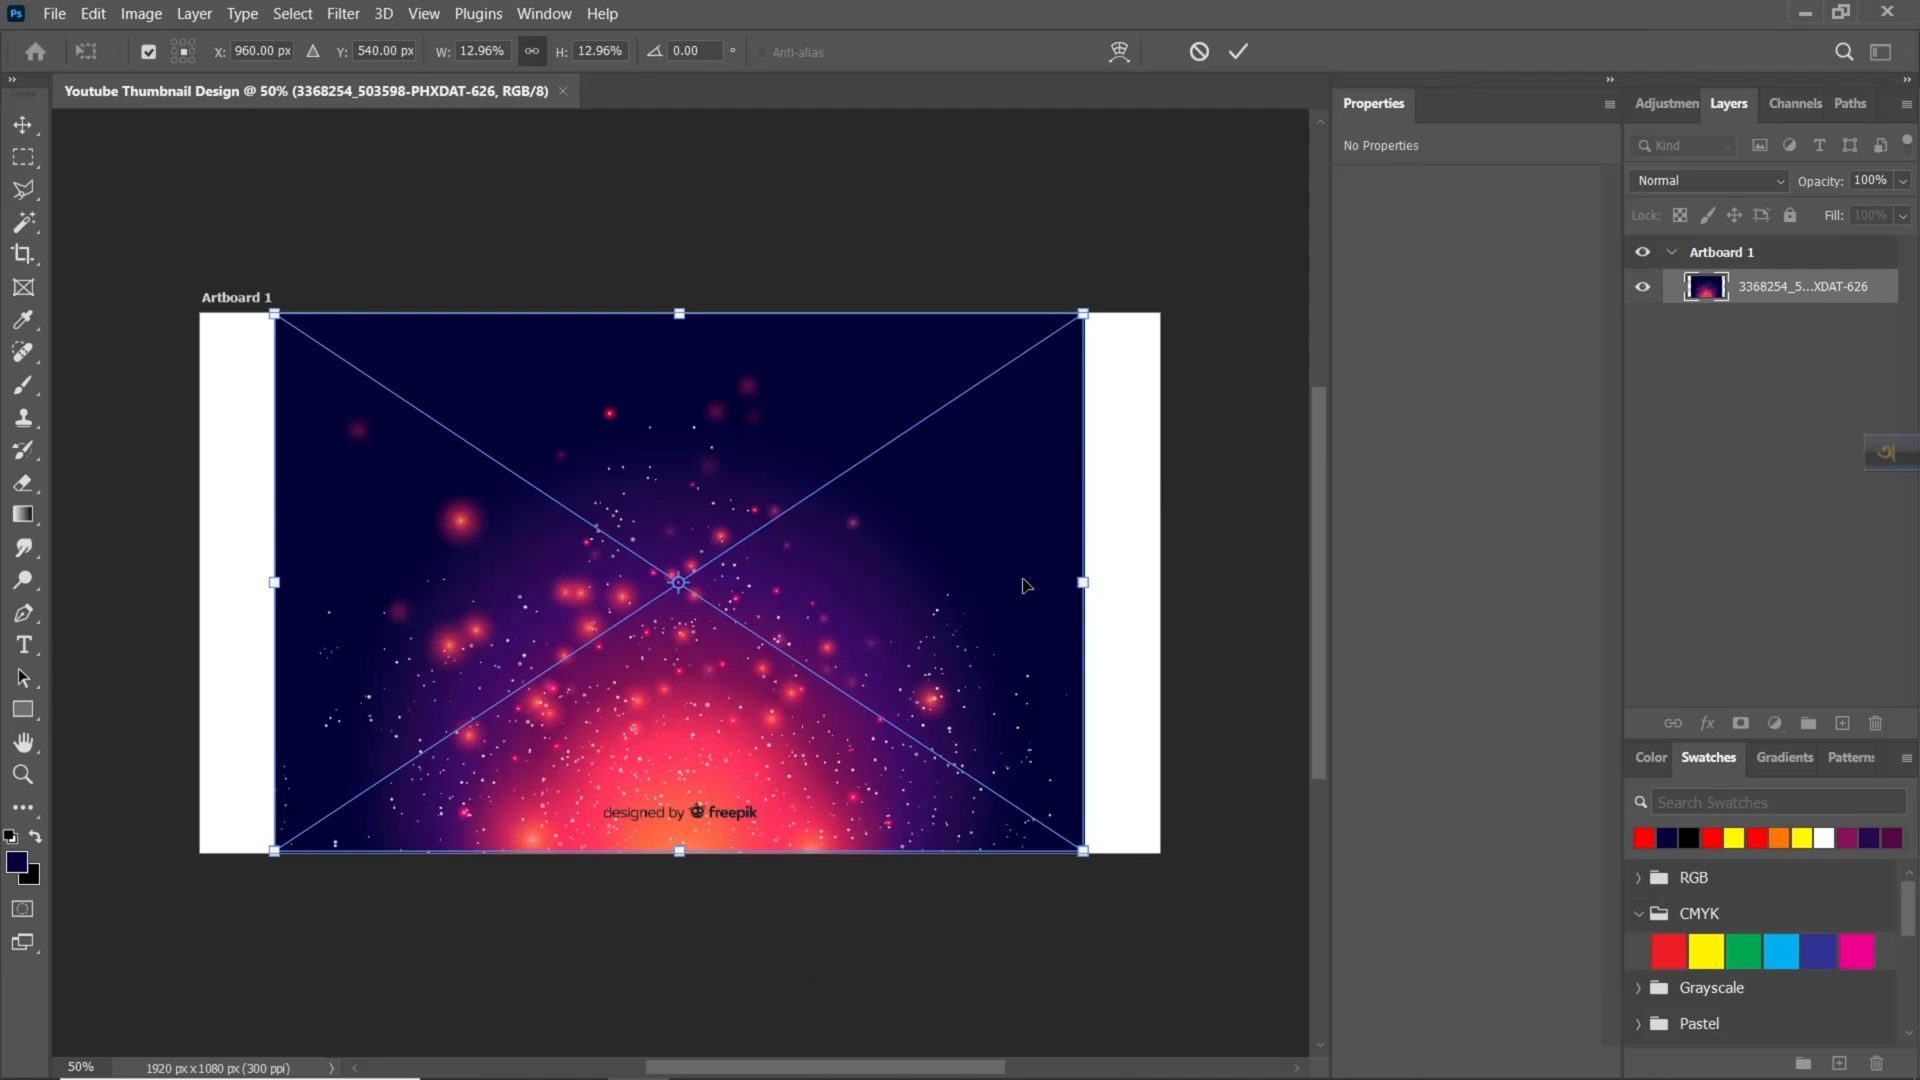 Ps File Edit Image Layer Type Select Filter 3D View Plugins Window Help
X: 960.00 px Y: 540.00 px W: 12.96% H: 12.96% 0.00 ° Anti-alias
Youtube Thumbnail Design @ 50% (3368254_503598-PHXDAT-626, RGB/8)
Artboard 1
designed by freepik
50% 1920 px x 1080 px (300 ppi)
Properties
No Properties
Adjustmen Layers Channels Paths
Kind
Normal Opacity: 100%
Lock: Fill: 100%
Artboard 1
3368254_5...XDAT-626
অ
Color Swatches Gradients Patterns
Search Swatches
RGB
CMYK
Grayscale
Pastel